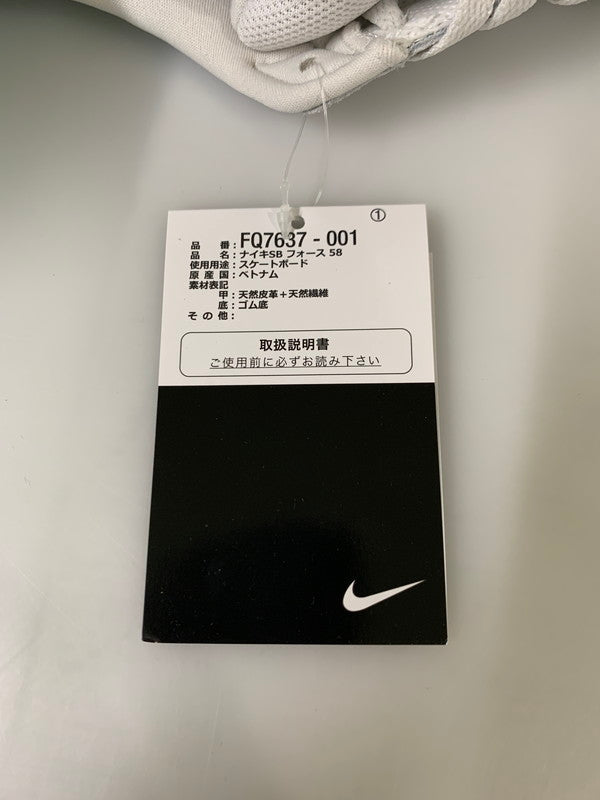 ①
品 番 : FQ7637 - 001
品 名 : ナイキSB フォース 58
使用用途 : スケートボード
原 産 国 : ベトナム
素材表記
甲 : 天然皮革+天然繊維
底 : ゴム底
そ の 他 :
取扱説明書
ご使用前に必ずお読み下さい